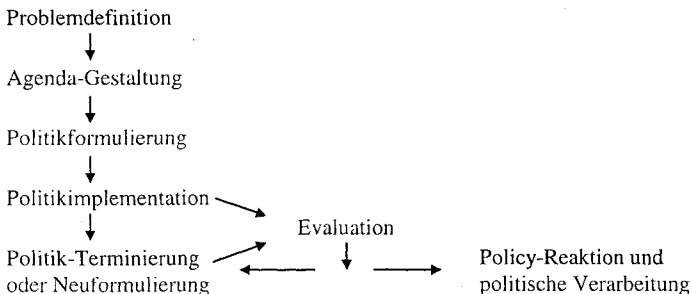 Problemdefinition
Agenda-Gestaltung
Politikformulierung
Politikimplementation
Evaluation
Politik-Terminierung
oder Neuformulierung
Policy-Reaktion und
politische Verarbeitung